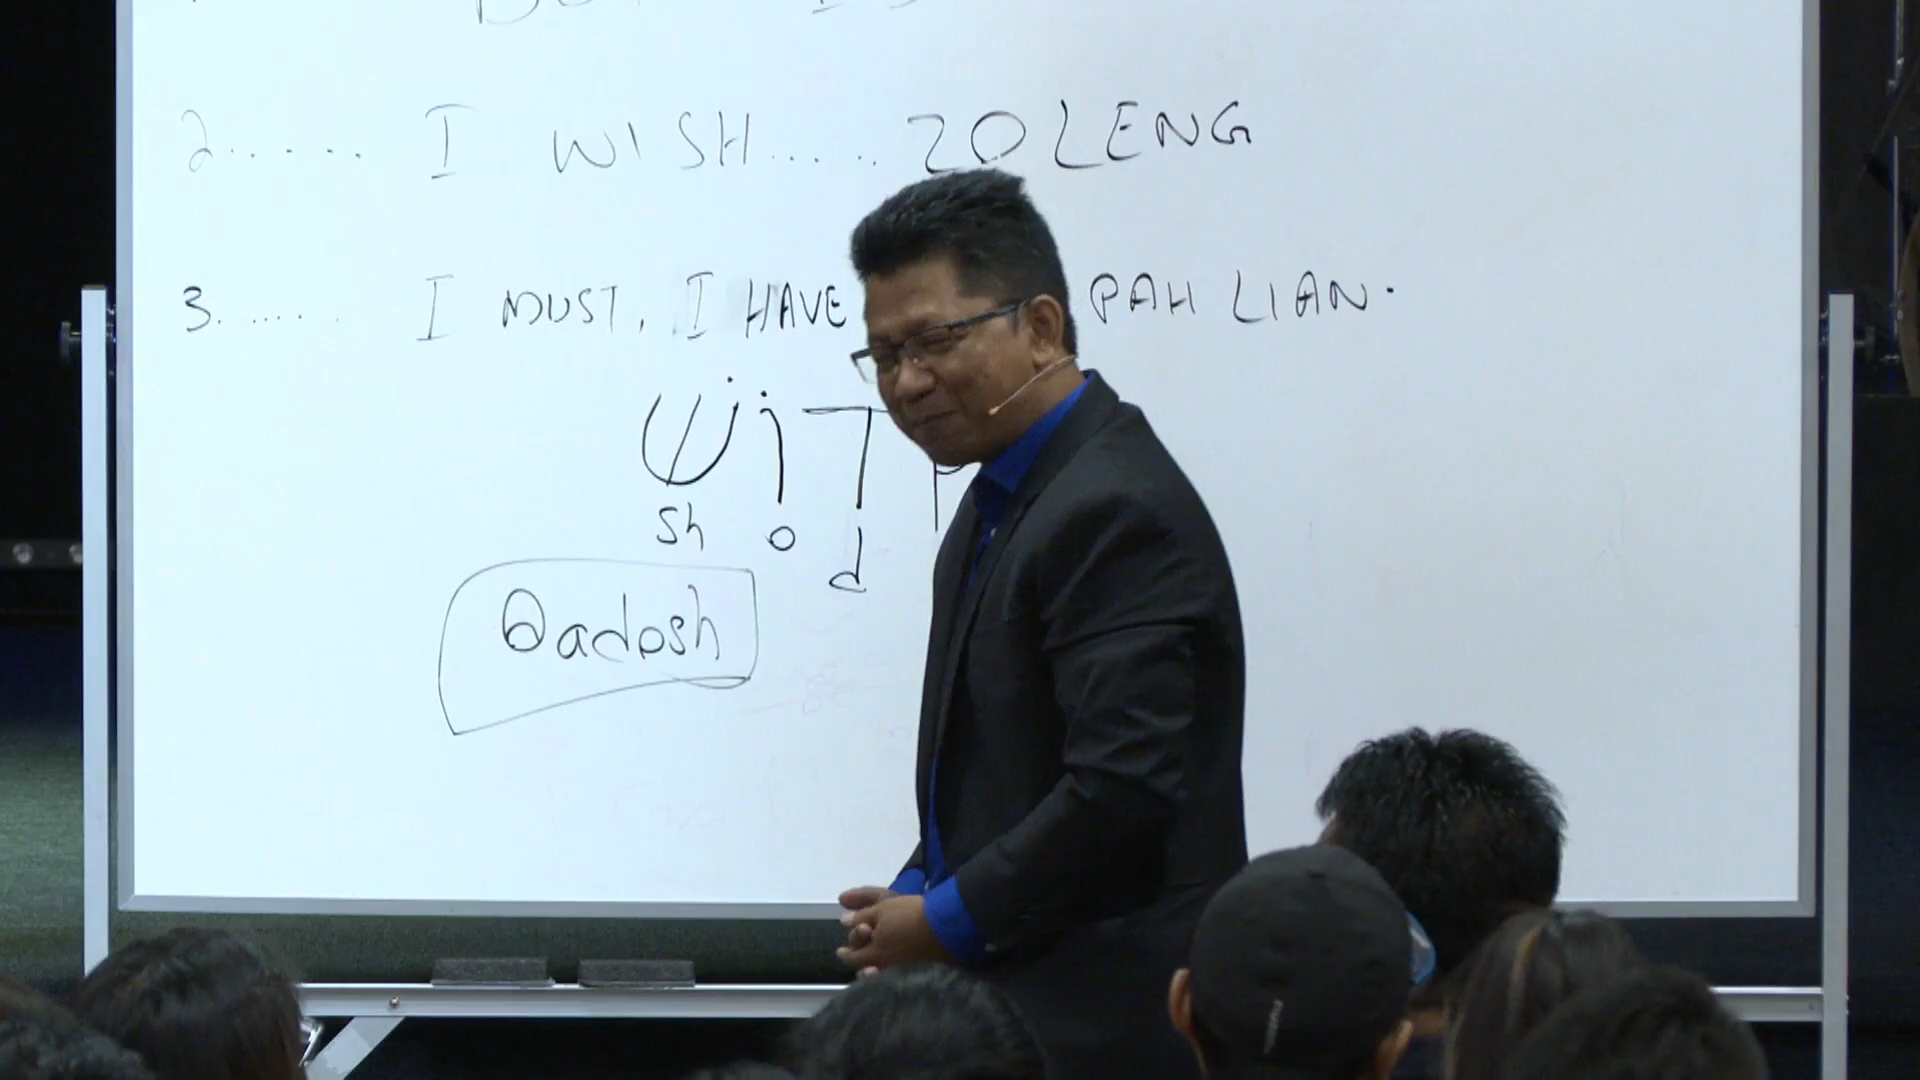 2...... I WISH...... ZOLENG
3....... I MUST, I HAVE PAH LIAN.
שׁוֹד
sh o d
Qadosh